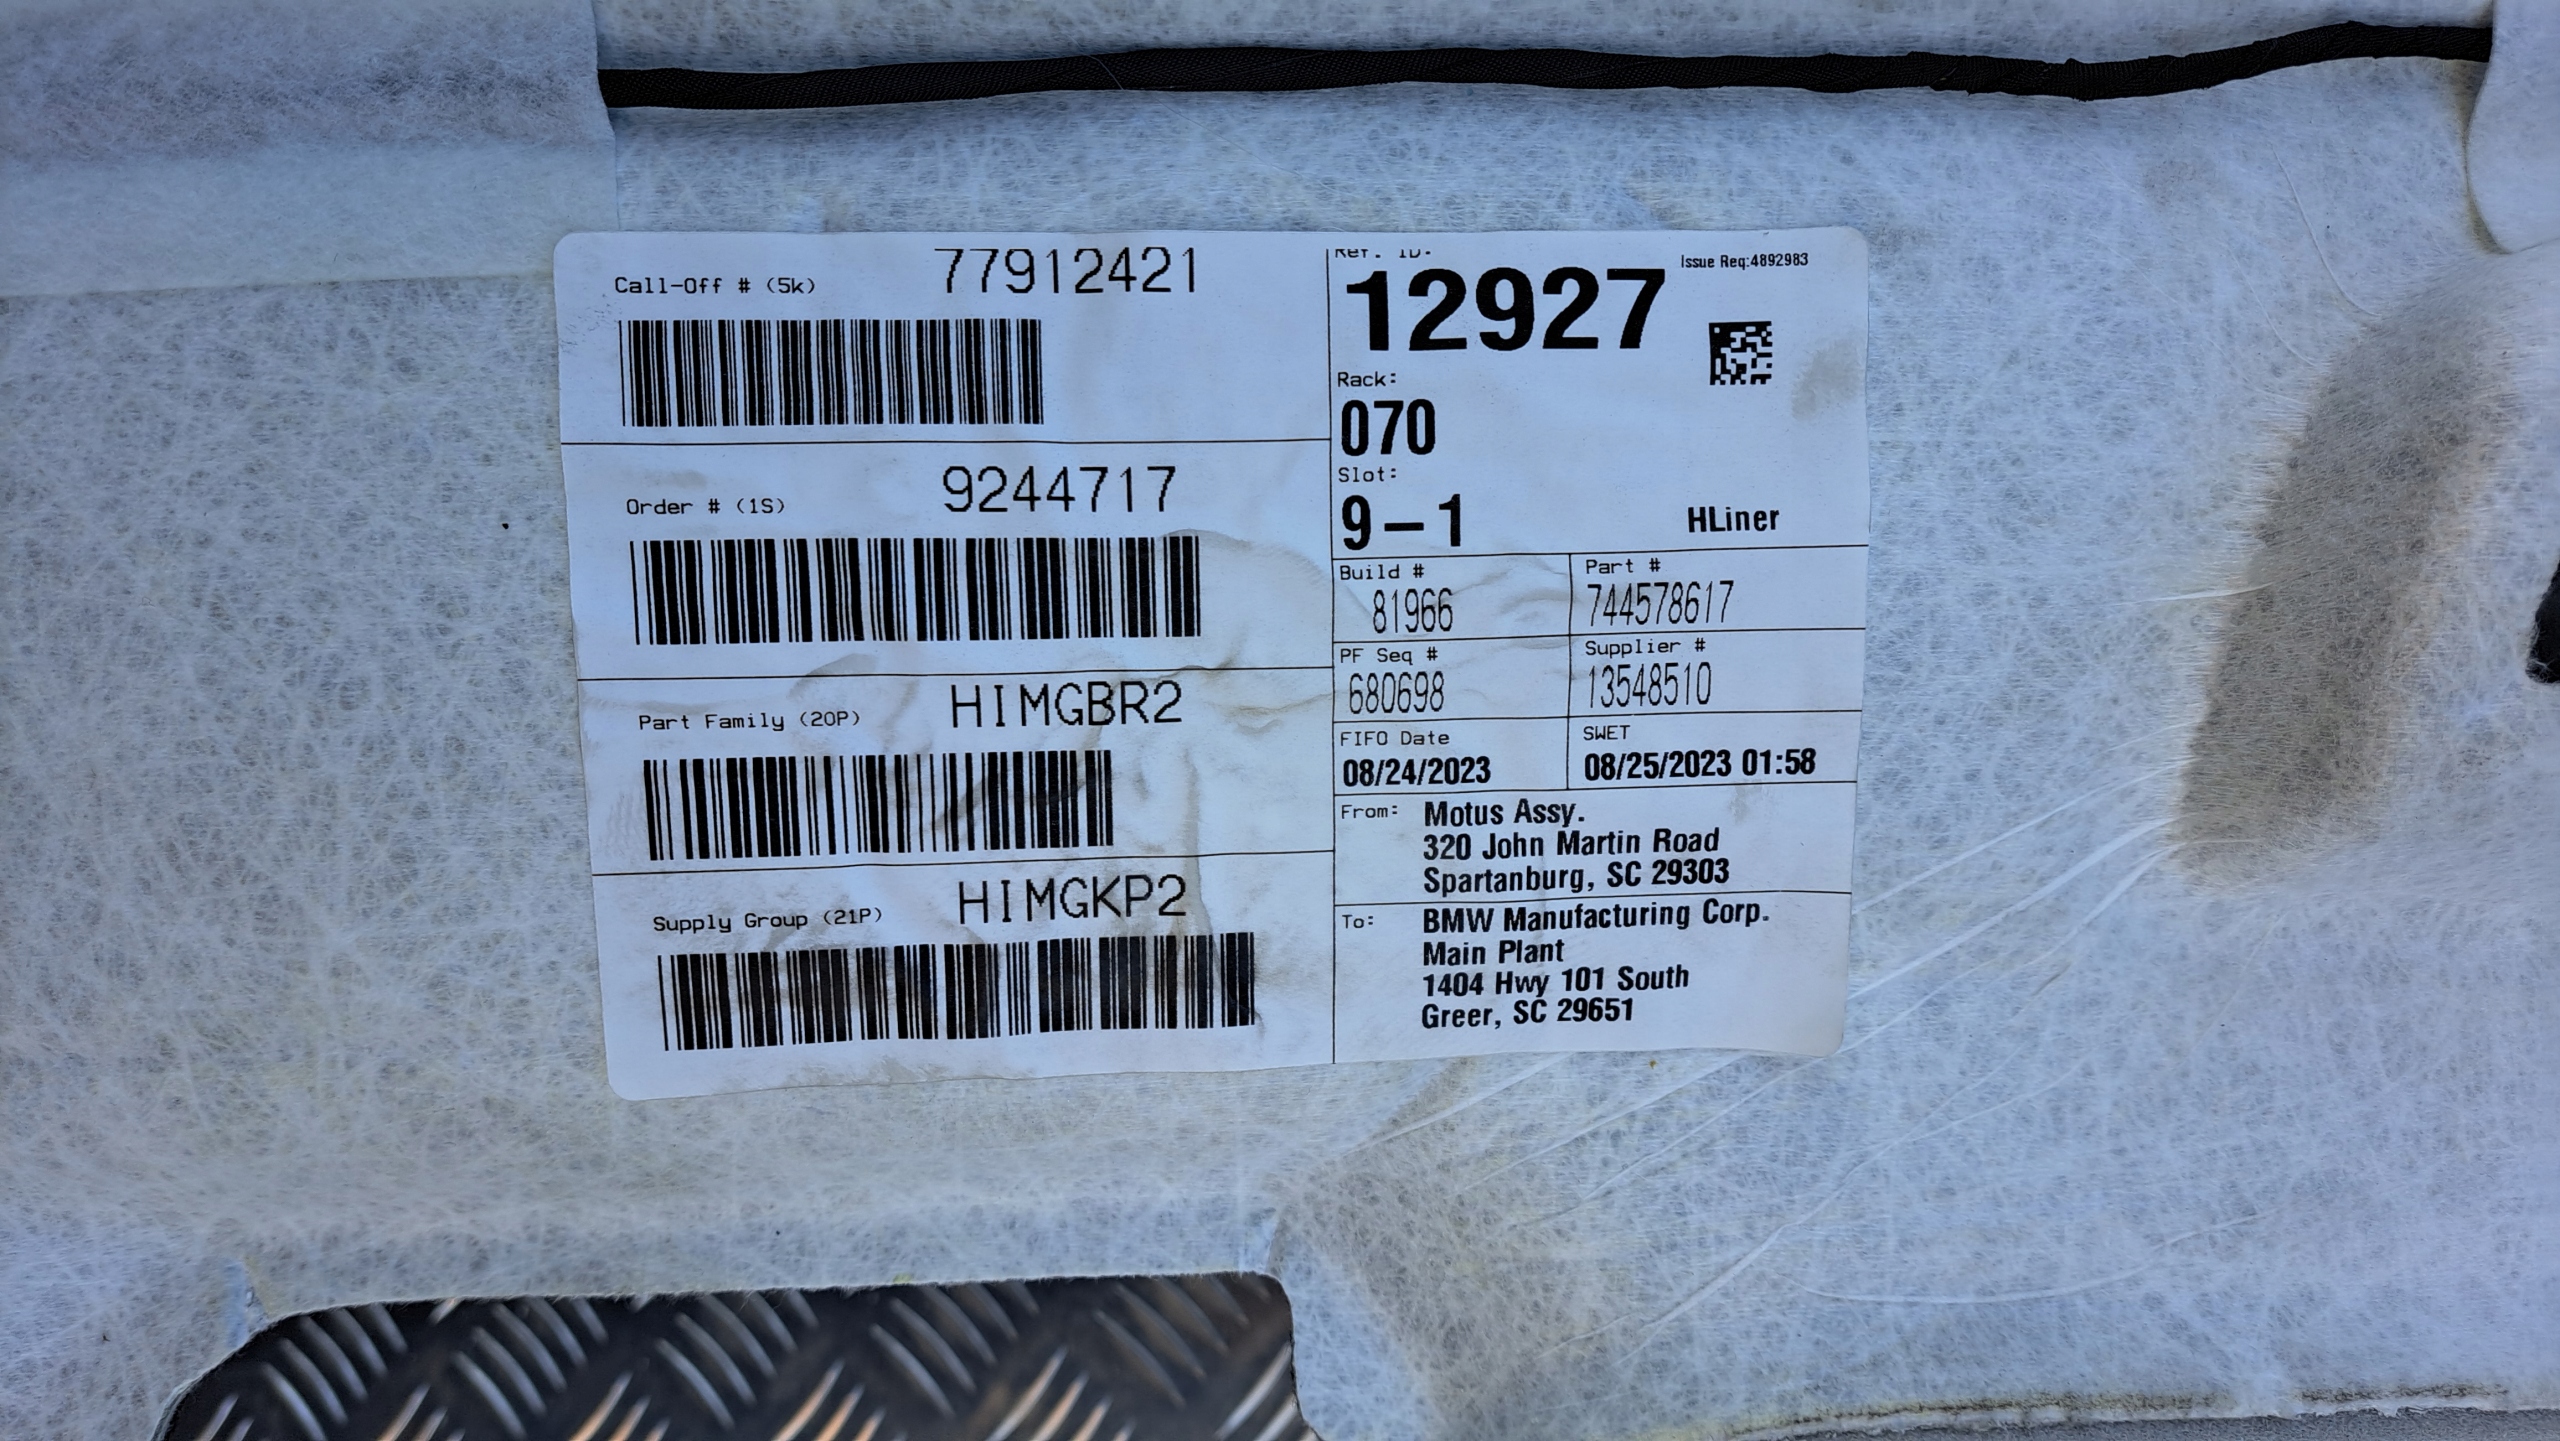 Call-Off # (5k) 77912421
Order # (1S) 9244717
Part Family (20P) HIMGBR2
Supply Group (21P) HIMGKP2
Ref. ID: Issue Req:4892983
12927
Rack:
070
Slot:
9-1 HLiner
Build # Part #
81966 744578617
PF Seq # Supplier #
680698 13548510
FIFO Date SWET
08/24/2023 08/25/2023 01:58
From: Motus Assy.
320 John Martin Road
Spartanburg, SC 29303
To: BMW Manufacturing Corp.
Main Plant
1404 Hwy 101 South
Greer, SC 29651